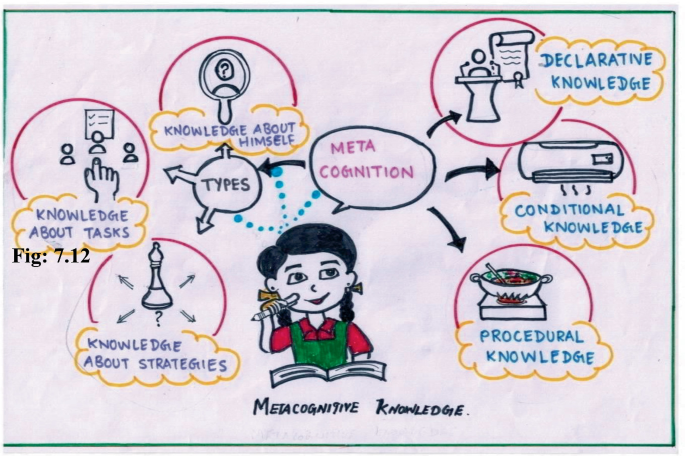 KNOWLEDGE ABOUT
HIMSELF
META
COGNITION
TYPES
KNOWLEDGE
ABOUT TASKS
Fig: 7.12
KNOWLEDGE
ABOUT STRATEGIES
?
?
DECLARATIVE
KNOWLEDGE
CONDITIONAL
KNOWLEDGE
PROCEDURAL
KNOWLEDGE
METACOGNITIVE KNOWLEDGE.